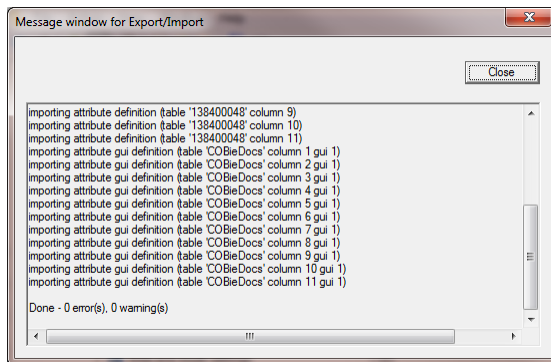 Message window for Export/Import
Close
importing attribute definition (table '138400048' column 9)
importing attribute definition (table '138400048' column 10)
importing attribute definition (table '138400048' column 11)
importing attribute gui definition (table 'COBieDocs' column 1 gui 1)
importing attribute gui definition (table 'COBieDocs' column 2 gui 1)
importing attribute gui definition (table 'COBieDocs' column 3 gui 1)
importing attribute gui definition (table 'COBieDocs' column 4 gui 1)
importing attribute gui definition (table 'COBieDocs' column 5 gui 1)
importing attribute gui definition (table 'COBieDocs' column 6 gui 1)
importing attribute gui definition (table 'COBieDocs' column 7 gui 1)
importing attribute gui definition (table 'COBieDocs' column 8 gui 1)
importing attribute gui definition (table 'COBieDocs' column 9 gui 1)
importing attribute gui definition (table 'COBieDocs' column 10 gui 1)
importing attribute gui definition (table 'COBieDocs' column 11 gui 1)
Done - 0 error(s), 0 warning(s)